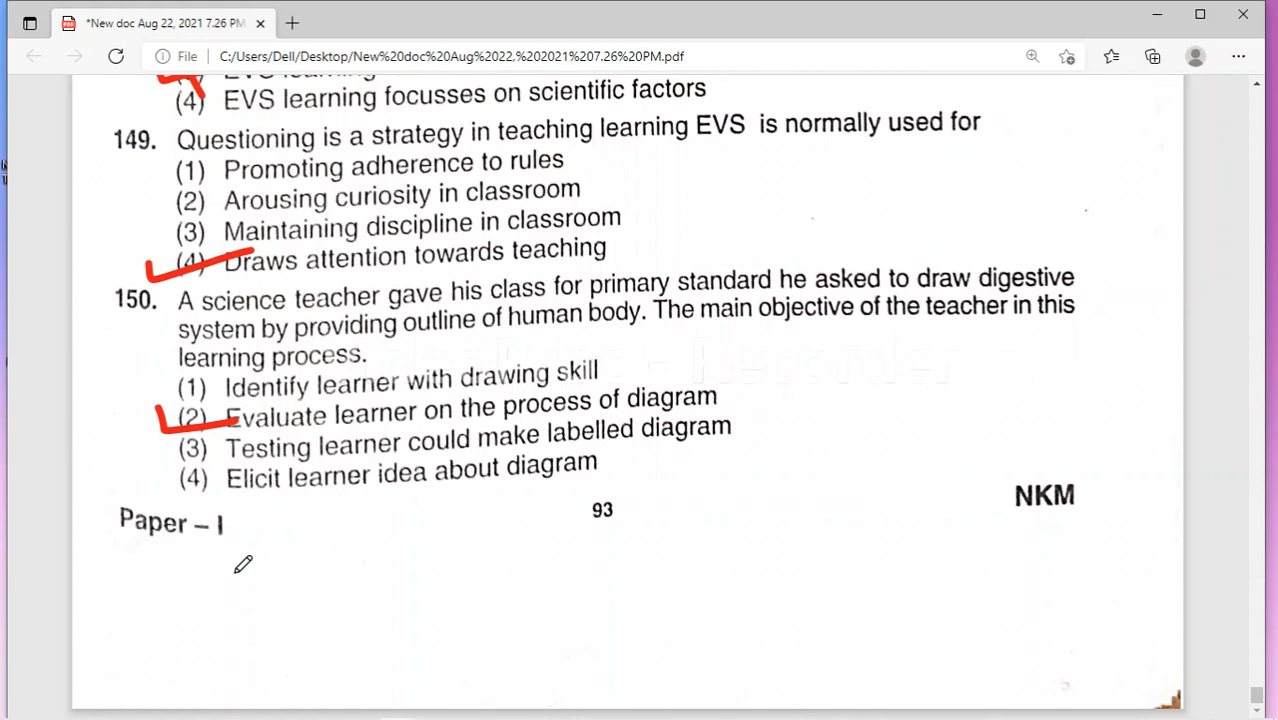 *New doc Aug 22, 2021 7.26 PM
File C:/Users/Dell/Desktop/New%20doc%20Aug%2022,%202021%207.26%20PM.pdf
EVS learning
(4) EVS learning focusses on scientific factors
149. Questioning is a strategy in teaching learning EVS is normally used for
(1) Promoting adherence to rules
(2) Arousing curiosity in classroom
(3) Maintaining discipline in classroom
(4) Draws attention towards teaching
150. A science teacher gave his class for primary standard he asked to draw digestive
system by providing outline of human body. The main objective of the teacher in this
learning process.
(1) Identify learner with drawing skill
(2) Evaluate learner on the process of diagram
(3) Testing learner could make labelled diagram
(4) Elicit learner idea about diagram
Paper – I 93 NKM
Recorder